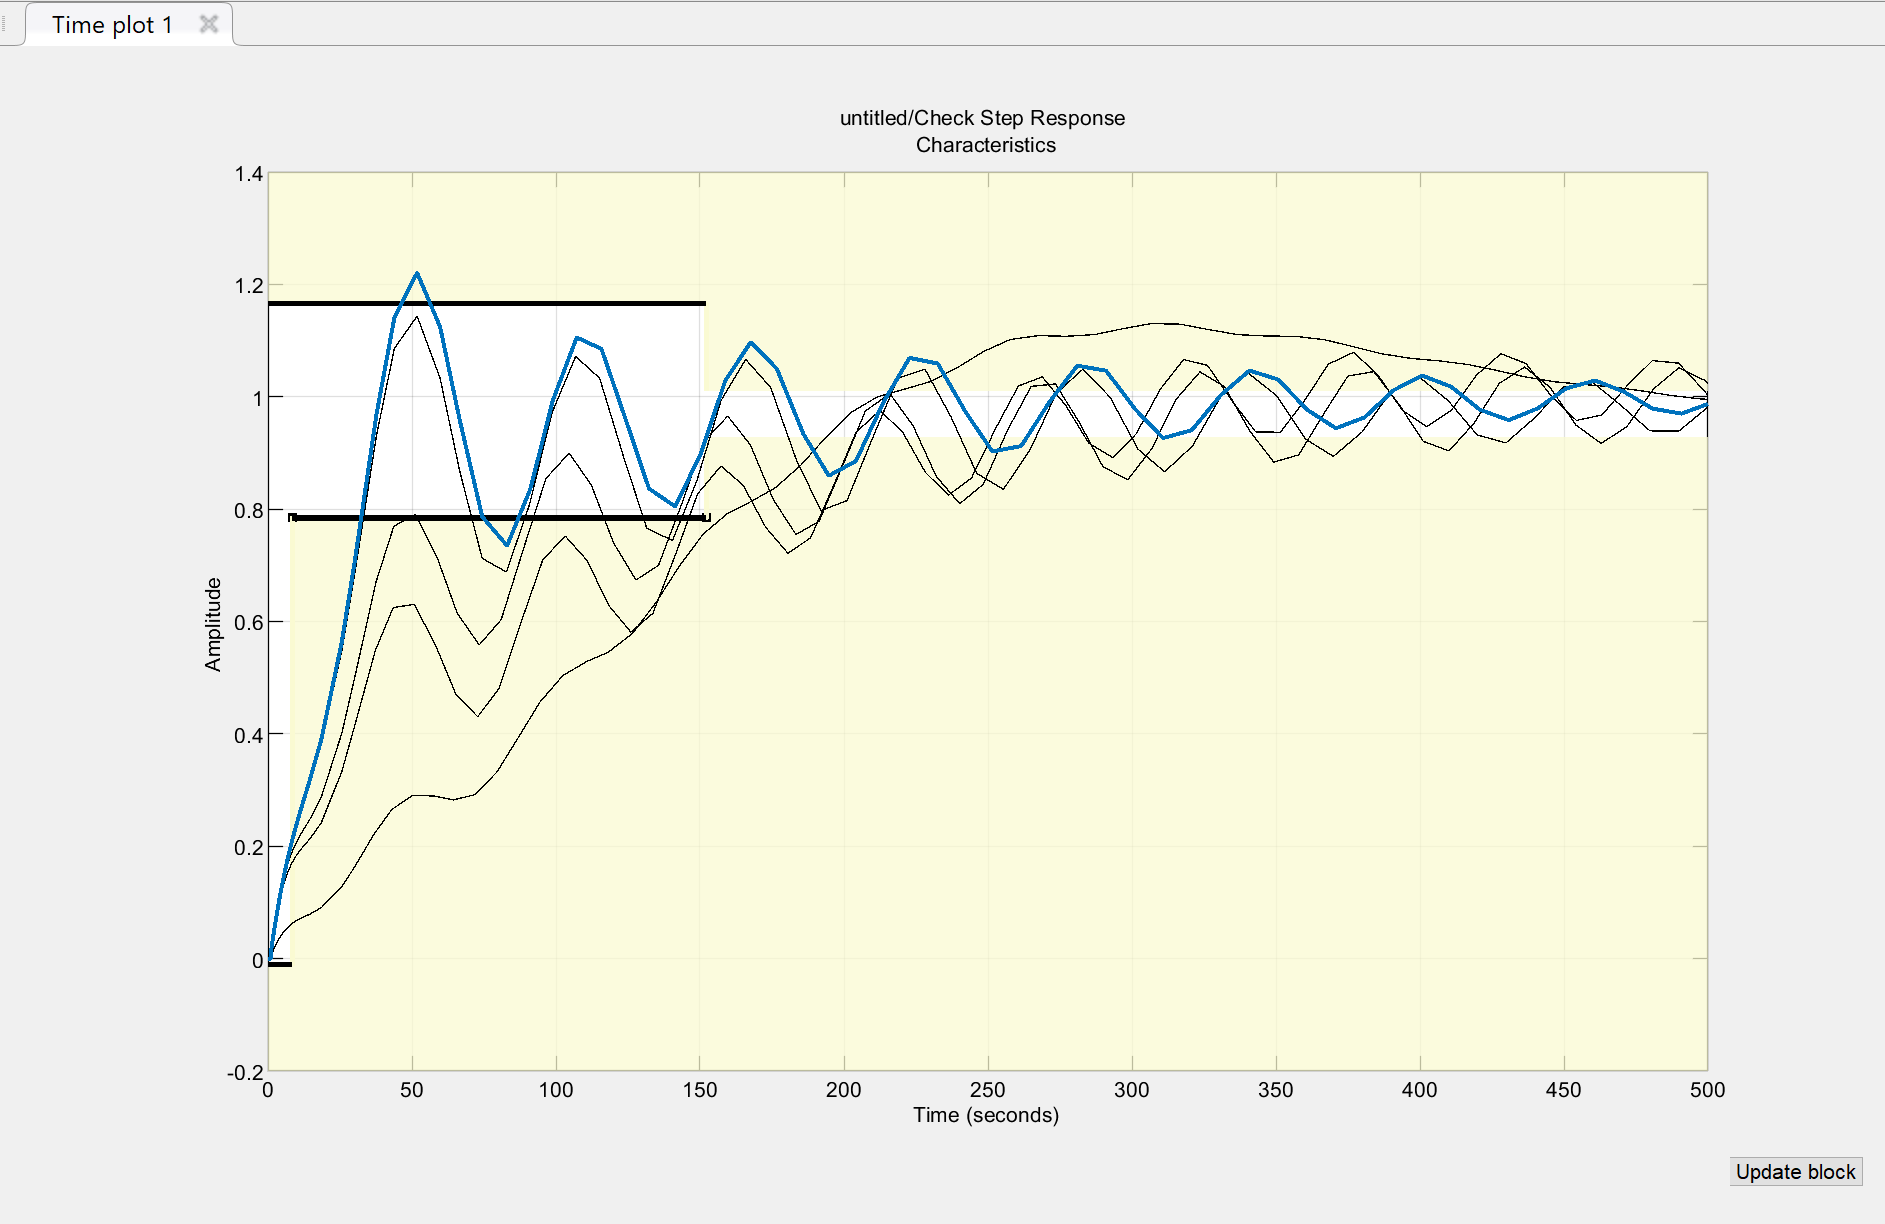 Time plot 1
untitled/Check Step Response
Characteristics
1.4
1.2
1
0.8
0.6
0.4
0.2
0
-0.2
Amplitude
0 50 100 150 200 250 300 350 400 450 500
Time (seconds)
Update block